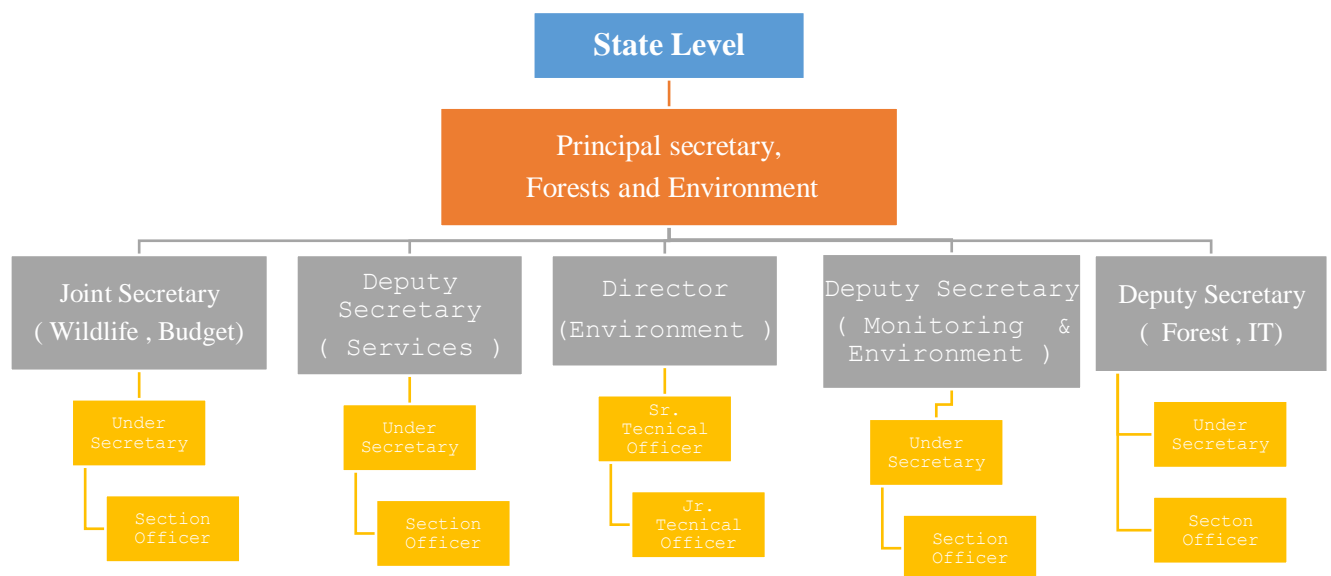 State Level
Principal secretary,
Forests and Environment
Joint Secretary
( Wildlife , Budget)
Deputy
Secretary
( Services )
Director
(Environment )
Deputy Secretary
( Monitoring &
Environment )
Deputy Secretary
( Forest , IT)
Under
Secretary
Section
Officer
Under
Secretary
Section
Officer
Sr.
Tecnical
Officer
Jr.
Tecnical
Officer
Under
Secretary
Section
Officer
Under
Secretary
Secton
Officer